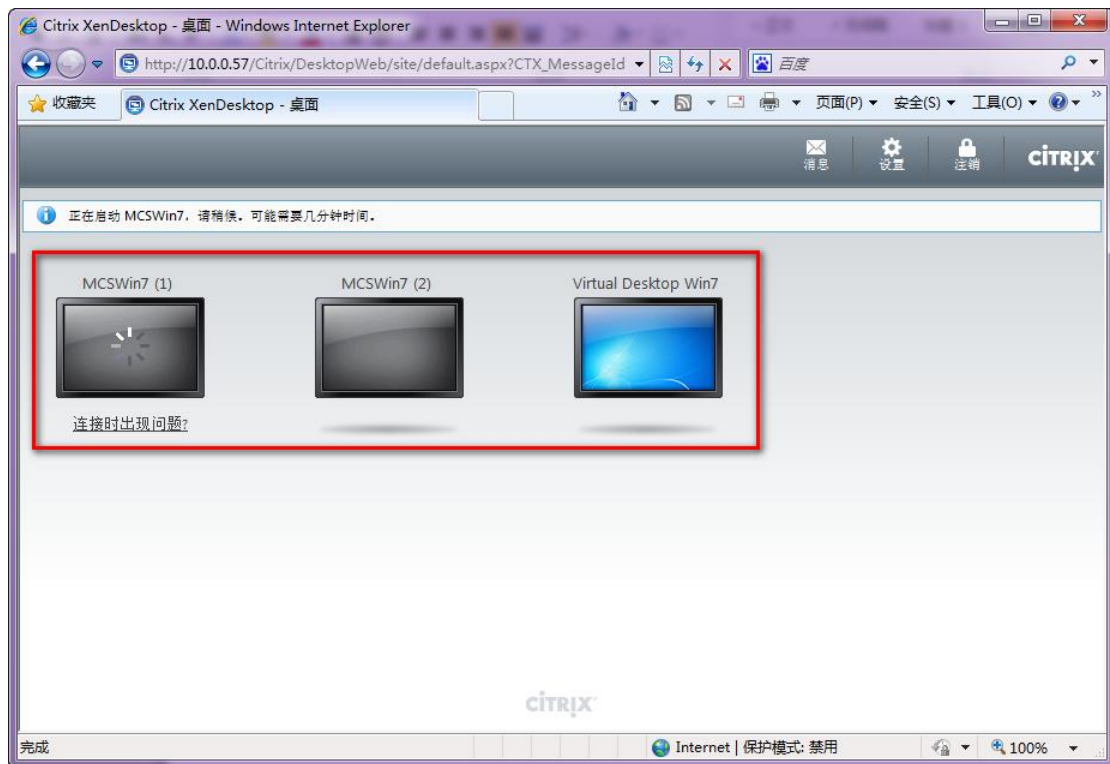 Citrix XenDesktop - 桌面 - Windows Internet Explorer
http://10.0.0.57/Citrix/DesktopWeb/site/default.aspx?CTX_MessageId
百度
收藏夹
Citrix XenDesktop - 桌面
页面(P)
安全(S)
工具(O)
消息
设置
注销
CİTRIX
正在启动 MCSWin7，请稍候。可能需要几分钟时间。
MCSWin7 (1)
MCSWin7 (2)
Virtual Desktop Win7
连接时出现问题?
CİTRIX
完成
Internet | 保护模式: 禁用
100%